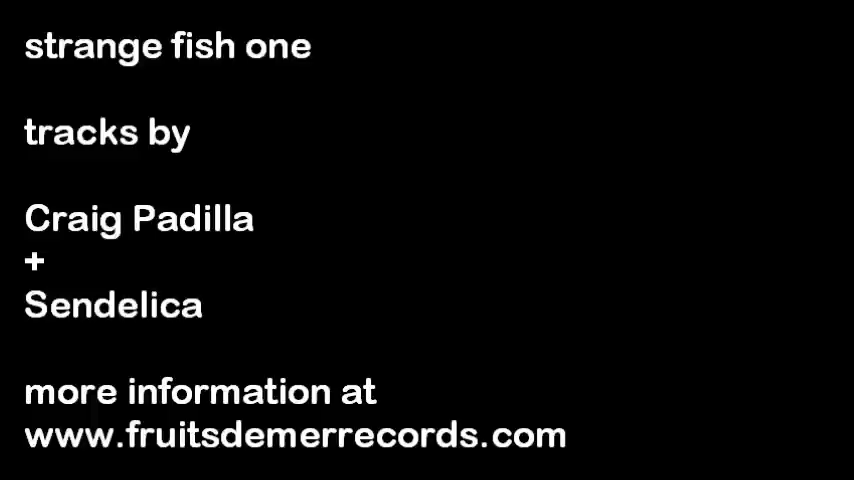 strange fish one
tracks by
Craig Padilla
+
Sendelica
more information at
www.fruitsdemerrecords.com